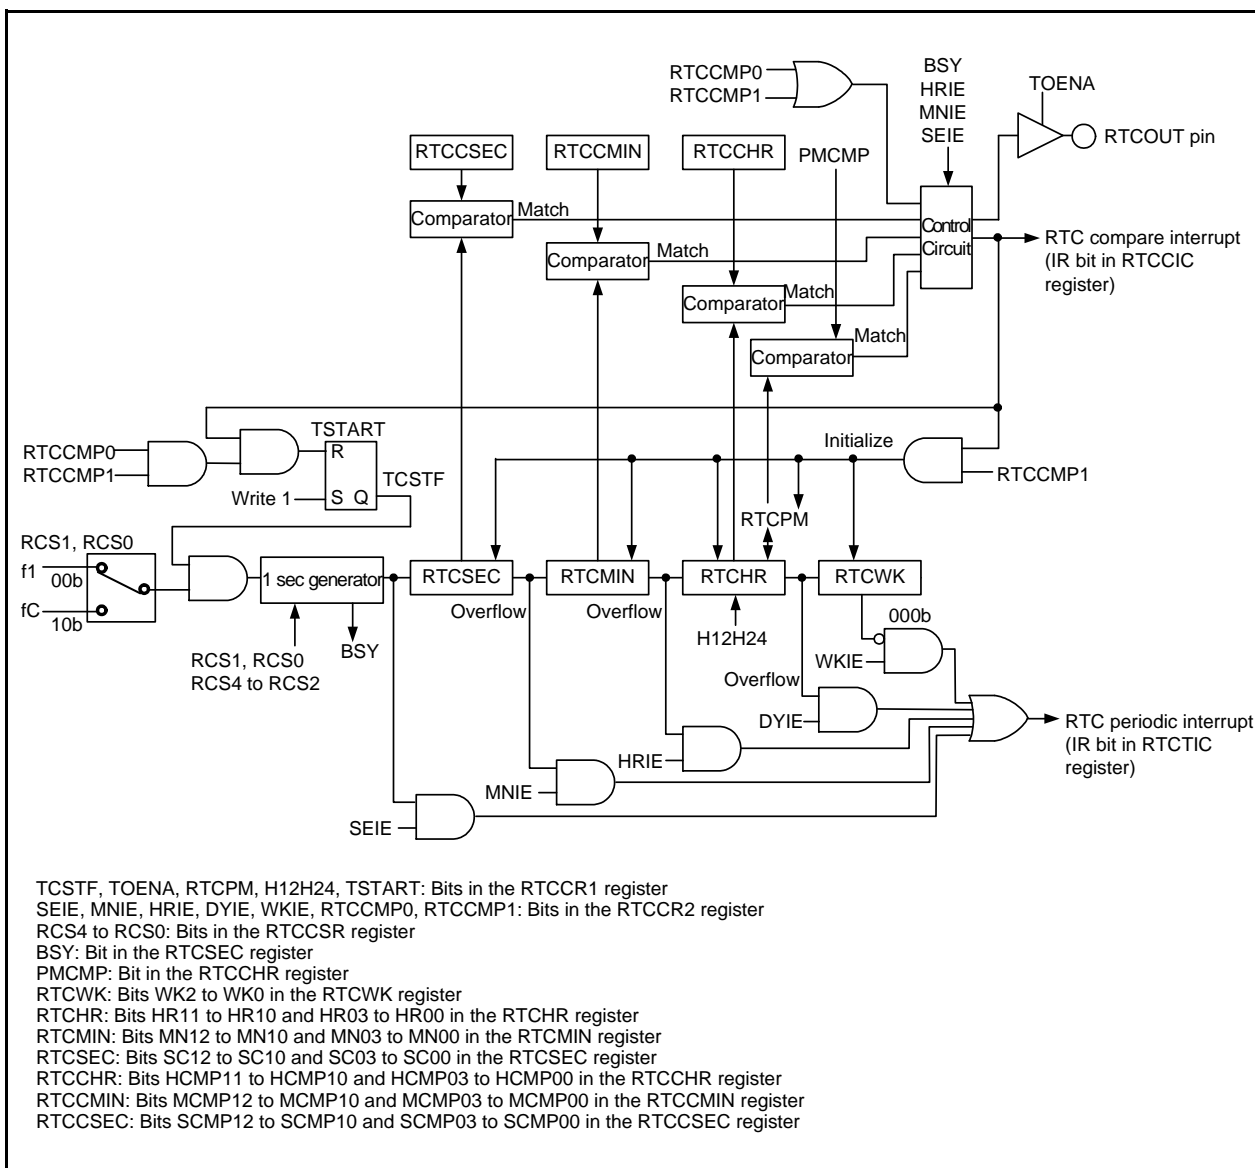 RTCCMP0
RTCCMP1
BSY
HRIE
MNIE
SEIE
TOENA
RTCOUT pin
RTCCSEC
RTCCMIN
RTCCHR
PMCMP
Comparator
Match
Control
Circuit
RTC compare interrupt
(IR bit in RTCCIC
register)
Comparator
Match
Comparator
Match
Comparator
Match
TSTART
RTCCMP0
RTCCMP1
R
TCSTF
Write 1
S Q
Initialize
RTCCMP1
RTCPM
RCS1, RCS0
f1
00b
fC
10b
1 sec generator
RTCSEC
RTCMIN
RTCHR
RTCWK
Overflow
Overflow
BSY
RCS1, RCS0
RCS4 to RCS2
H12H24
000b
WKIE
Overflow
DYIE
HRIE
MNIE
SEIE
RTC periodic interrupt
(IR bit in RTCTIC
register)
TCSTF, TOENA, RTCPM, H12H24, TSTART: Bits in the RTCCR1 register
SEIE, MNIE, HRIE, DYIE, WKIE, RTCCMP0, RTCCMP1: Bits in the RTCCR2 register
RCS4 to RCS0: Bits in the RTCCSR register
BSY: Bit in the RTCSEC register
PMCMP: Bit in the RTCCHR register
RTCWK: Bits WK2 to WK0 in the RTCWK register
RTCHR: Bits HR11 to HR10 and HR03 to HR00 in the RTCHR register
RTCMIN: Bits MN12 to MN10 and MN03 to MN00 in the RTCMIN register
RTCSEC: Bits SC12 to SC10 and SC03 to SC00 in the RTCSEC register
RTCCHR: Bits HCMP11 to HCMP10 and HCMP03 to HCMP00 in the RTCCHR register
RTCCMIN: Bits MCMP12 to MCMP10 and MCMP03 to MCMP00 in the RTCCMIN register
RTCCSEC: Bits SCMP12 to SCMP10 and SCMP03 to SCMP00 in the RTCCSEC register